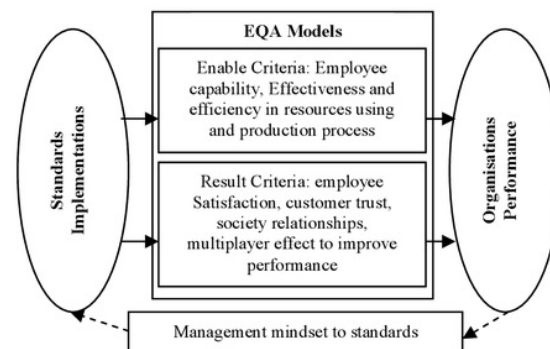 EQA Models
Standards
Implementations
Enable Criteria: Employee
capability, Effectiveness and
efficiency in resources using
and production process
Result Criteria: employee
Satisfaction, customer trust,
society relationships,
multiplayer effect to improve
performance
Organisations
Performance
Management mindset to standards